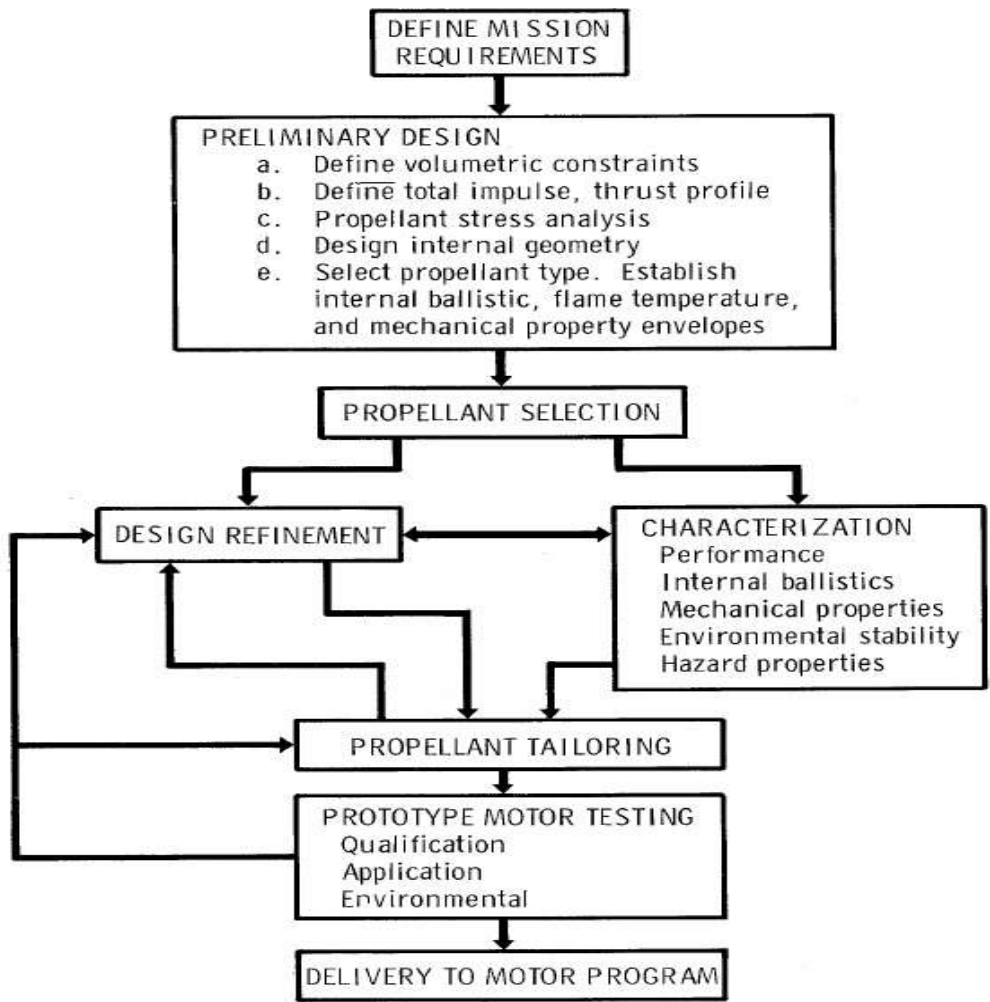 DEFINE MISSION
REQUIREMENTS
PRELIMINARY DESIGN
a. Define volumetric constraints
b. Define total impulse, thrust profile
c. Propellant stress analysis
d. Design internal geometry
e. Select propellant type. Establish
internal ballistic, flame temperature,
and mechanical property envelopes
PROPELLANT SELECTION
DESIGN REFINEMENT
CHARACTERIZATION
Performance
Internal ballistics
Mechanical properties
Environmental stability
Hazard properties
PROPELLANT TAILORING
PROTOTYPE MOTOR TESTING
Qualification
Application
Environmental
DELIVERY TO MOTOR PROGRAM